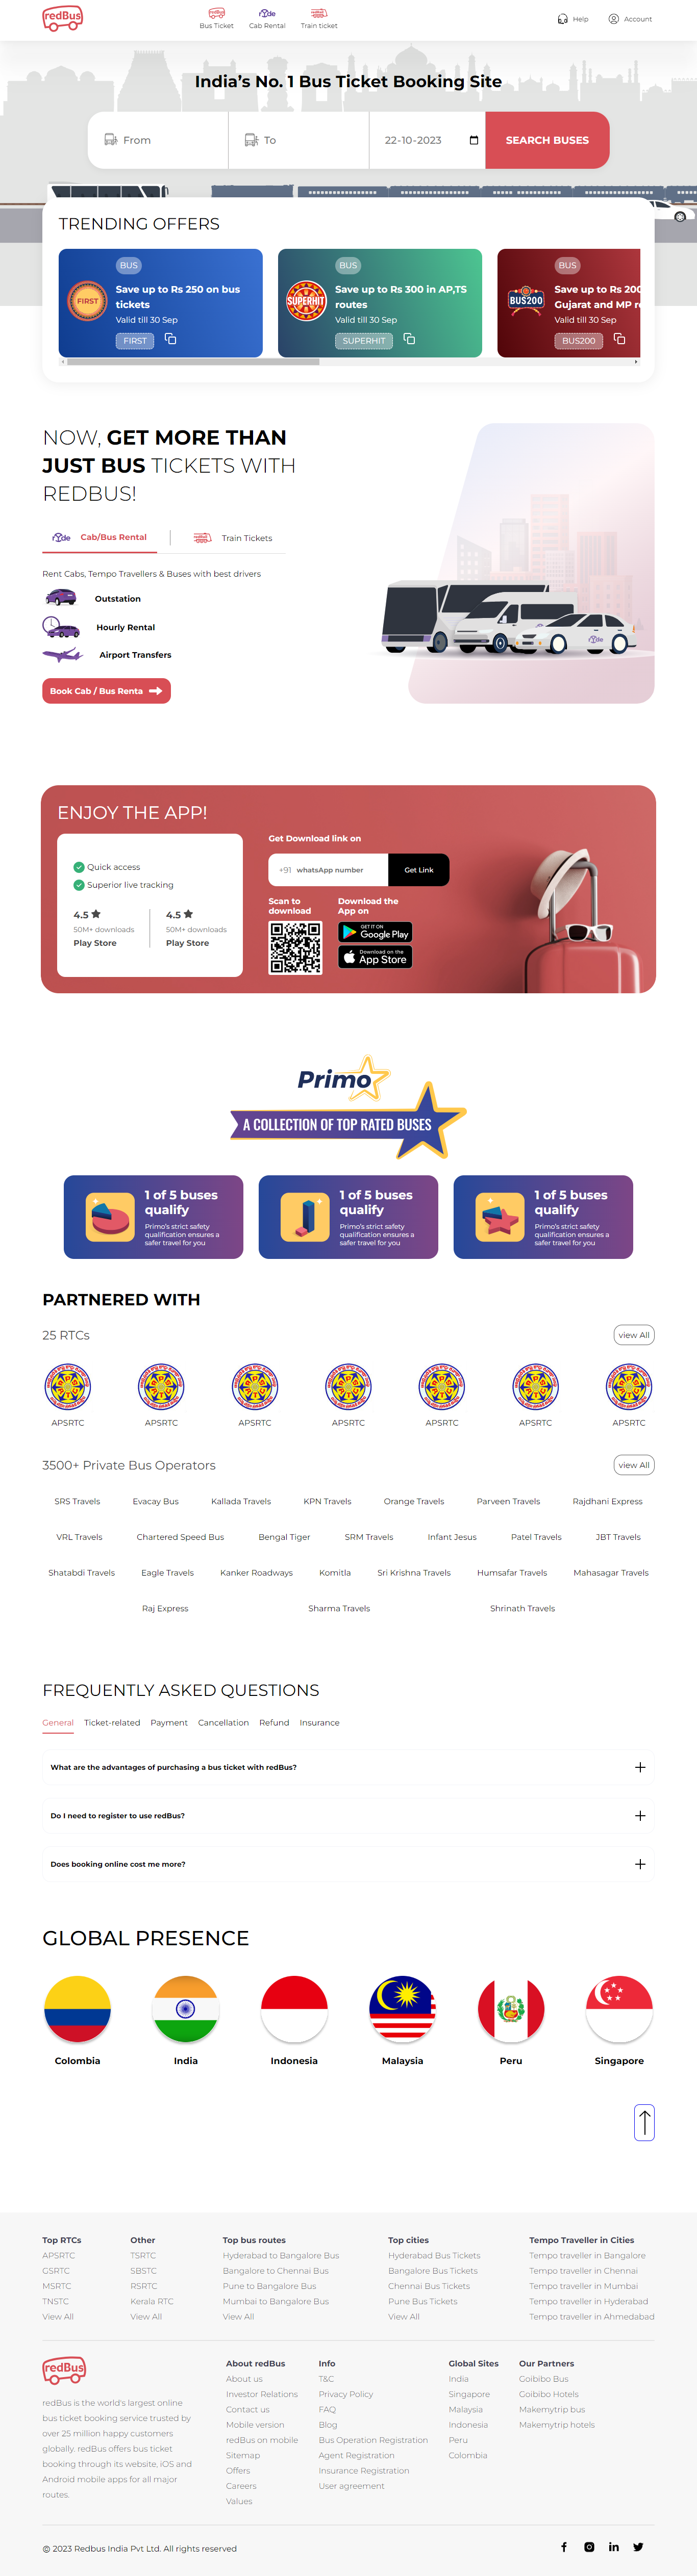 redBus
Bus Ticket
Cab Rental
Train ticket
Help
Account
India's No. 1 Bus Ticket Booking Site
From
To
22-10-2023
SEARCH BUSES
TRENDING OFFERS
BUS
FIRST
Save up to Rs 250 on bus
tickets
Valid till 30 Sep
FIRST
BUS
SUPERHIT
Save up to Rs 300 in AP,TS
routes
Valid till 30 Sep
SUPERHIT
BUS
BUS200
Save up to Rs 200
Gujarat and MP
Valid till 30 Sep
BUS200
NOW, GET MORE THAN
JUST BUS TICKETS WITH
REDBUS!
Cab/Bus Rental
Train Tickets
Rent Cabs, Tempo Travellers & Buses with best drivers
Outstation
Hourly Rental
Airport Transfers
Book Cab / Bus Renta
ENJOY THE APP!
Quick access
Superior live tracking
4.5
50M+ downloads
Play Store
4.5
50M+ downloads
Play Store
Get Download link on
+91 whatsApp number
Get Link
Scan to
download
Download the
App on
GET IT ON
Google Play
Download on the
App Store
Primo
A COLLECTION OF TOP RATED BUSES
1 of 5 buses
qualify
Primo's strict safety
qualification ensures a
safer travel for you
1 of 5 buses
qualify
Primo's strict safety
qualification ensures a
safer travel for you
1 of 5 buses
qualify
Primo's strict safety
qualification ensures a
safer travel for you
PARTNERED WITH
25 RTCs
view All
APSRTC
APSRTC
APSRTC
APSRTC
APSRTC
APSRTC
APSRTC
3500+ Private Bus Operators
view All
SRS Travels
Evacay Bus
Kallada Travels
KPN Travels
Orange Travels
Parveen Travels
Rajdhani Express
VRL Travels
Chartered Speed Bus
Bengal Tiger
SRM Travels
Infant Jesus
Patel Travels
JBT Travels
Shatabdi Travels
Eagle Travels
Kanker Roadways
Komitla
Sri Krishna Travels
Humsafar Travels
Mahasagar Travels
Raj Express
Sharma Travels
Shrinath Travels
FREQUENTLY ASKED QUESTIONS
General
Ticket-related
Payment
Cancellation
Refund
Insurance
What are the advantages of purchasing a bus ticket with redBus?
Do I need to register to use redBus?
Does booking online cost me more?
GLOBAL PRESENCE
Colombia
India
Indonesia
Malaysia
Peru
Singapore
Top RTCs
APSRTC
GSRTC
MSRTC
TNSTC
View All
Other
TSRTC
SBSTC
RSRTC
Kerala RTC
View All
Top bus routes
Hyderabad to Bangalore Bus
Bangalore to Chennai Bus
Pune to Bangalore Bus
Mumbai to Bangalore Bus
View All
Top cities
Hyderabad Bus Tickets
Bangalore Bus Tickets
Chennai Bus Tickets
Pune Bus Tickets
View All
Tempo Traveller in Cities
Tempo traveller in Bangalore
Tempo traveller in Chennai
Tempo traveller in Mumbai
Tempo traveller in Hyderabad
Tempo traveller in Ahmedabad
redBus
redBus is the world's largest online
bus ticket booking service trusted by
over 25 million happy customers
globally. redBus offers bus ticket
booking through its website, iOS and
Android mobile apps for all major
routes.
About redBus
About us
Investor Relations
Contact us
Mobile version
redBus on mobile
Sitemap
Offers
Careers
Values
Info
T&C
Privacy Policy
FAQ
Blog
Bus Operation Registration
Agent Registration
Insurance Registration
User agreement
Global Sites
India
Singapore
Malaysia
Indonesia
Peru
Colombia
Our Partners
Goibibo Bus
Goibibo Hotels
Makemytrip bus
Makemytrip hotels
© 2023 Redbus India Pvt Ltd. All rights reserved